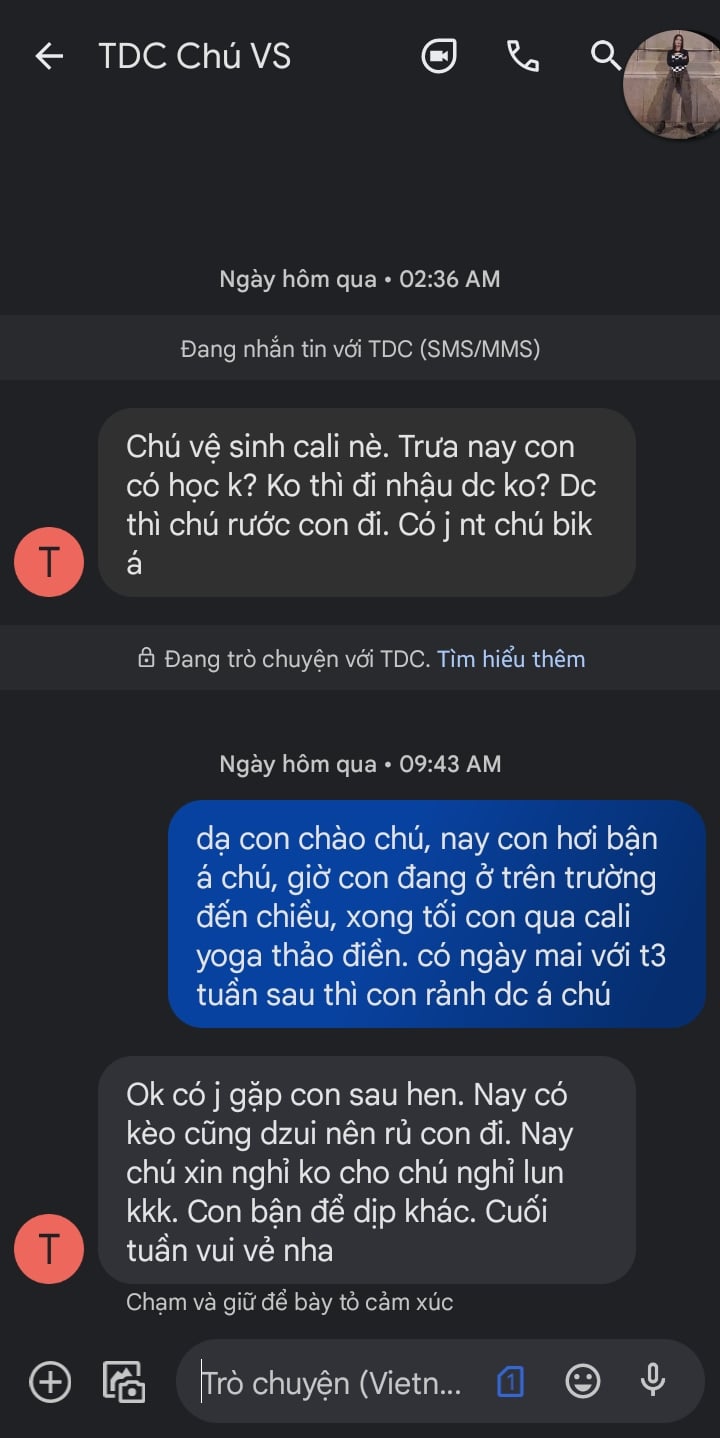 TDC Chú VS
Ngày hôm qua • 02:36 AM
Đang nhắn tin với TDC (SMS/MMS)
Chú vệ sinh cali nè. Trưa nay con
có học k? Ko thì đi nhậu dc ko? Dc
thì chú rước con đi. Có j nt chú bik
á
T
Đang trò chuyện với TDC. Tìm hiểu thêm
Ngày hôm qua • 09:43 AM
dạ con chào chú, nay con hơi bận
á chú, giờ con đang ở trên trường
đến chiều, xong tối con qua cali
yoga thảo điền. có ngày mai với t3
tuần sau thì con rảnh dc á chú
Ok có j gặp con sau hen. Nay có
kèo cũng dzui nên rủ con đi. Nay
chú xin nghỉ ko cho chú nghỉ lun
kkk. Con bận để dịp khác. Cuối
tuần vui vẻ nha
T
Chạm và giữ để bày tỏ cảm xúc
Trò chuyện (Vietn...
1